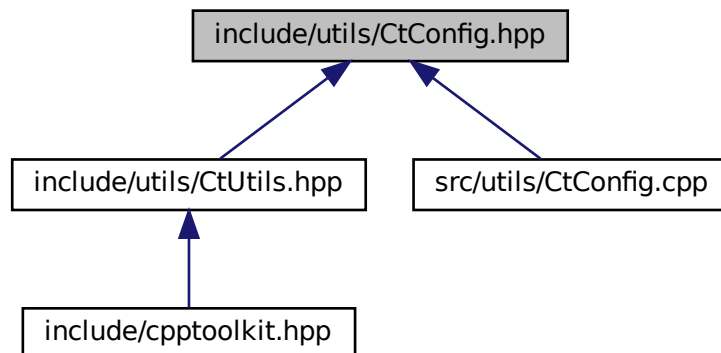 include/utils/CtConfig.hpp
include/utils/CtUtils.hpp
src/utils/CtConfig.cpp
include/cpptoolkit.hpp